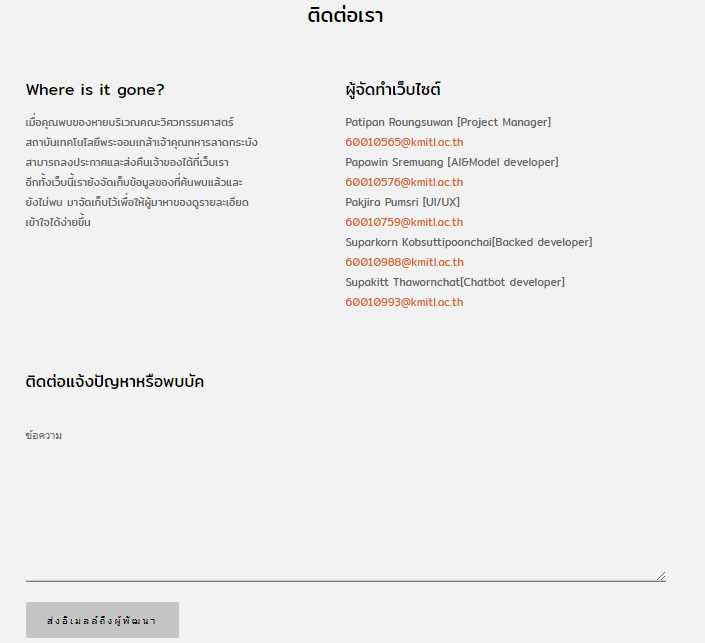 ติดต่อเรา
Where is it gone?
เมื่อคุณพบของหายบริเวณคณะวิศวกรรมศาสตร์
สถาบันเทคโนโลยีพระจอมเกล้าเจ้าคุณทหารลาดกระบัง
สามารถลงประกาศและส่งคืนเจ้าของได้ที่เว็บเรา
อีกทั้งเว็บนี้เรายังจัดเก็บข้อมูลของที่ค้นพบแล้วและ
ยังไม่พบ มาจัดเก็บไว้เพื่อให้ผู้มาหาของดูรายละเอียด
เข้าใจได้ง่ายขึ้น
ผู้จัดทำเว็บไซต์
Patipan Roungsuwan [Project Manager]
60010565@kmitl.ac.th
Papawin Sremuang [AI&Model developer]
60010576@kmitl.ac.th
Pakjira Pumsri [UI/UX]
60010759@kmitl.ac.th
Suparkorn Kobsuttipoonchai[Backed developer]
60010988@kmitl.ac.th
Supakitt Thawornchat[Chatbot developer]
60010993@kmitl.ac.th
ติดต่อแจ้งปัญหาหรือพบบัค
ข้อความ
ส่งอีเมลล์ถึงผู้พัฒนา